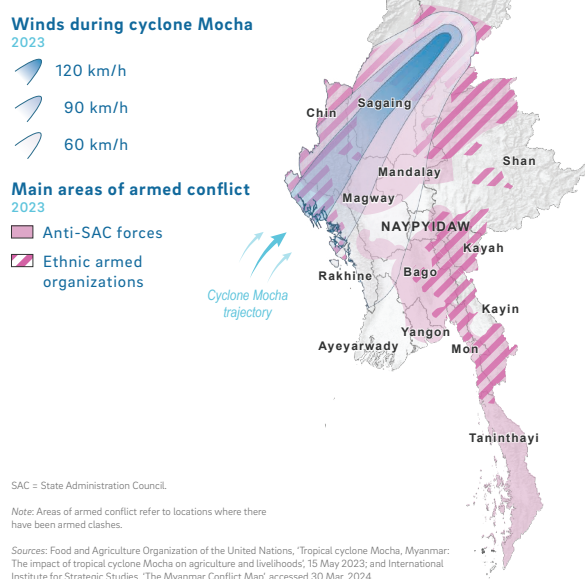 Winds during cyclone Mocha
2023
120 km/h
90 km/h
60 km/h
Main areas of armed conflict
2023
Anti-SAC forces
Ethnic armed
organizations
Chin
Sagaing
Shan
Mandalay
Magway
NAYPYIDAW
Kayah
Rakhine
Bago
Cyclone Mocha
trajectory
Kayin
Yangon
Ayeyarwady
Mon
Taninthayi
SAC = State Administration Council.
Note: Areas of armed conflict refer to locations where there
have been armed clashes.
Sources: Food and Agriculture Organization of the United Nations, ‘Tropical cyclone Mocha, Myanmar:
The impact of tropical cyclone Mocha on agriculture and livelihoods’, 15 May 2023; and International
Institute for Strategic Studies, ‘The Myanmar Conflict Map’, accessed 30 Mar. 2024.